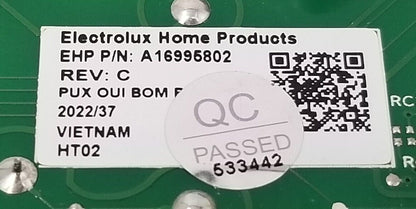 Electrolux Home Products
EHP P/N: A16995802
REV: C
PUX OUI BOM
2022/37
VIETNAM
HT02
QC
PASSED
533442
RC